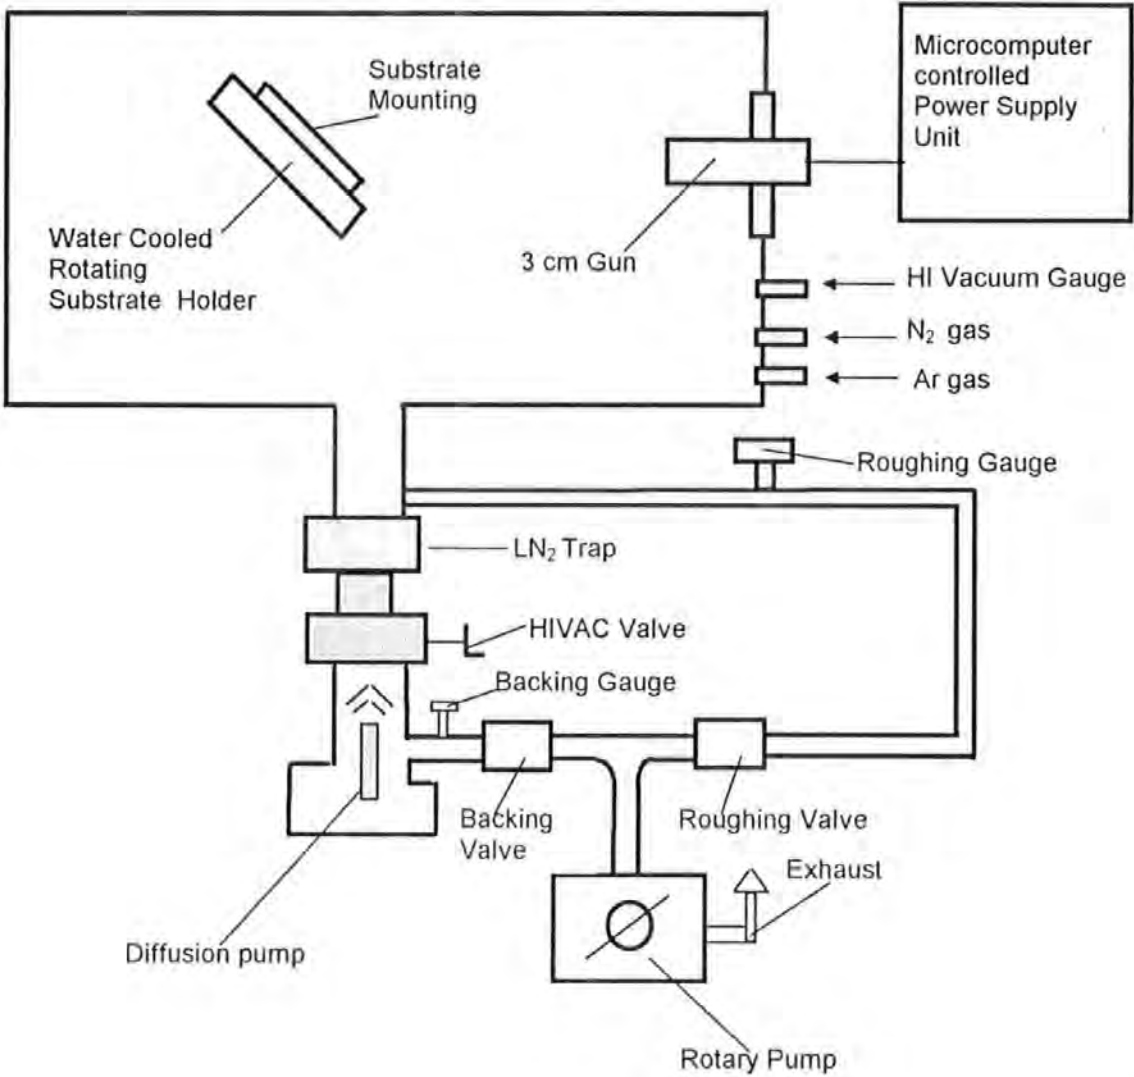 Microcomputer
controlled
Power Supply
Unit
Substrate
Mounting
Water Cooled
Rotating
Substrate Holder
3 cm Gun
HI Vacuum Gauge
N₂ gas
Ar gas
Roughing Gauge
LN₂ Trap
HIVAC Valve
Backing Gauge
Backing
Valve
Roughing Valve
Exhaust
Diffusion pump
Rotary Pump